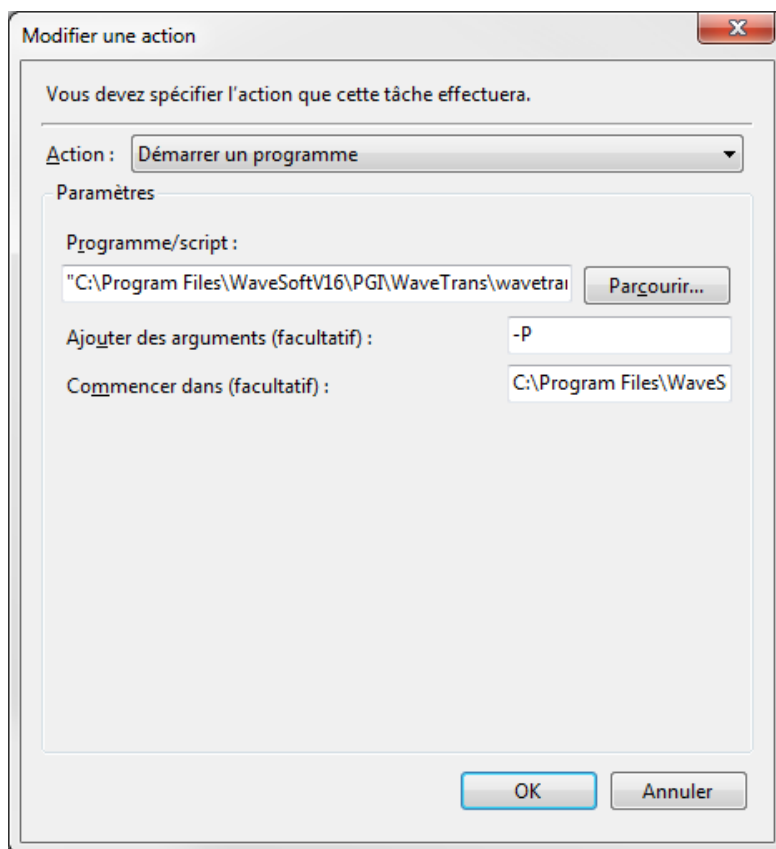 Modifier une action
Vous devez spécifier l'action que cette tâche effectuera.
Action : Démarrer un programme
Paramètres
Programme/script :
"C:\Program Files\WaveSoftV16\PGI\WaveTrans\wavetrai Parcourir...
Ajouter des arguments (facultatif) : -P
Commencer dans (facultatif) : C:\Program Files\WaveS
OK Annuler